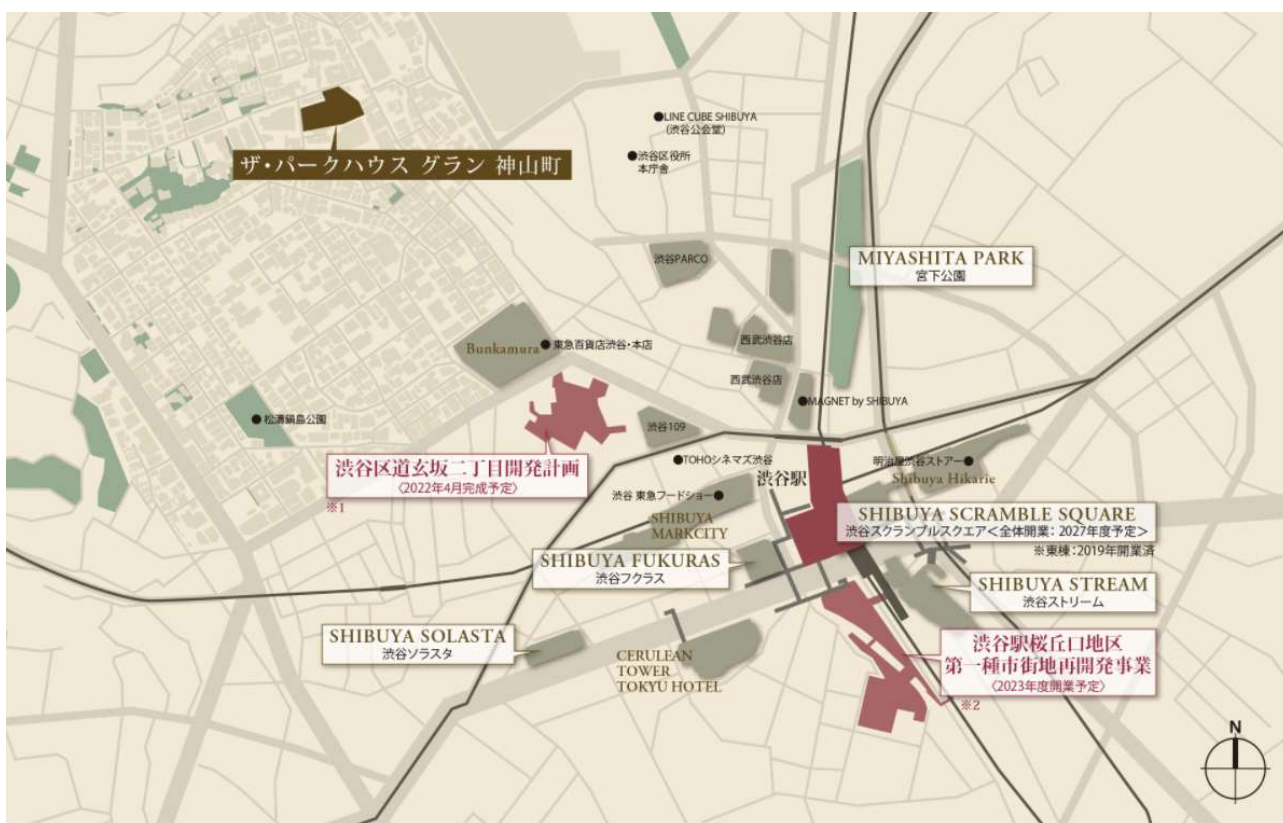 LINE CUBE SHIBUYA
(渋谷公会堂)
渋谷区役所
本庁舎
ザ・パークハウス グラン 神山町
渋谷PARCO
MIYASHITA PARK
宮下公園
Bunkamura
東急百貨店渋谷・本店
西武渋谷店
西武渋谷店
MAGNET by SHIBUYA
松濤鍋島公園
渋谷109
渋谷区道玄坂二丁目開発計画
〈2022年4月完成予定〉
※1
TOHOシネマズ渋谷
渋谷駅
明治屋渋谷ストアー
Shibuya Hikarie
渋谷 東急フードショー
SHIBUYA
MARKCITY
SHIBUYA SCRAMBLE SQUARE
渋谷スクランブルスクエア<全体開業:2027年度予定>
※東棟:2019年開業済
SHIBUYA FUKURAS
渋谷フクラス
SHIBUYA STREAM
渋谷ストリーム
SHIBUYA SOLASTA
渋谷ソラスタ
CERULEAN
TOWER
TOKYU HOTEL
渋谷駅桜丘口地区
第一種市街地再開発事業
〈2023年度開業予定〉
※2
N